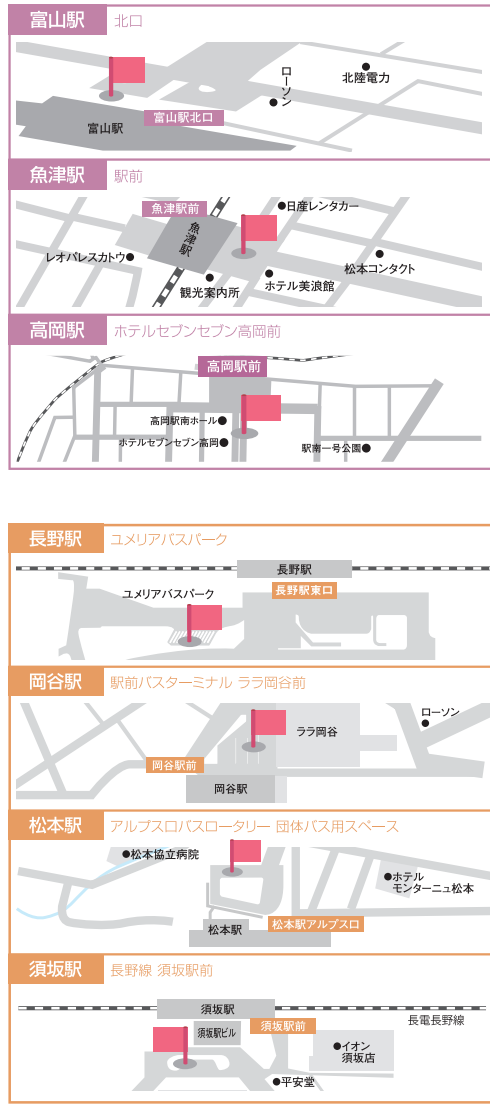 富山駅 北口
ローソン
北陸電力
富山駅北口
富山駅
魚津駅 駅前
魚津駅前
日産レンタカー
魚津駅
レオパレスカトウ
松本コンタクト
観光案内所
ホテル美浪館
高岡駅 ホテルセブンセブン高岡前
高岡駅前
高岡駅南ホール
ホテルセブンセブン高岡
駅南一号公園
長野駅 ユメリアバスパーク
長野駅
長野駅東口
ユメリアバスパーク
岡谷駅 駅前バスターミナル ララ岡谷前
ローソン
ララ岡谷
岡谷駅前
岡谷駅
松本駅 アルプス口バスロータリー 団体バス用スペース
松本協立病院
ホテル
モンターニュ松本
松本駅アルプス口
松本駅
須坂駅 長野線 須坂駅前
須坂駅
長電長野線
須坂駅前
須坂駅ビル
イオン
須坂店
平安堂